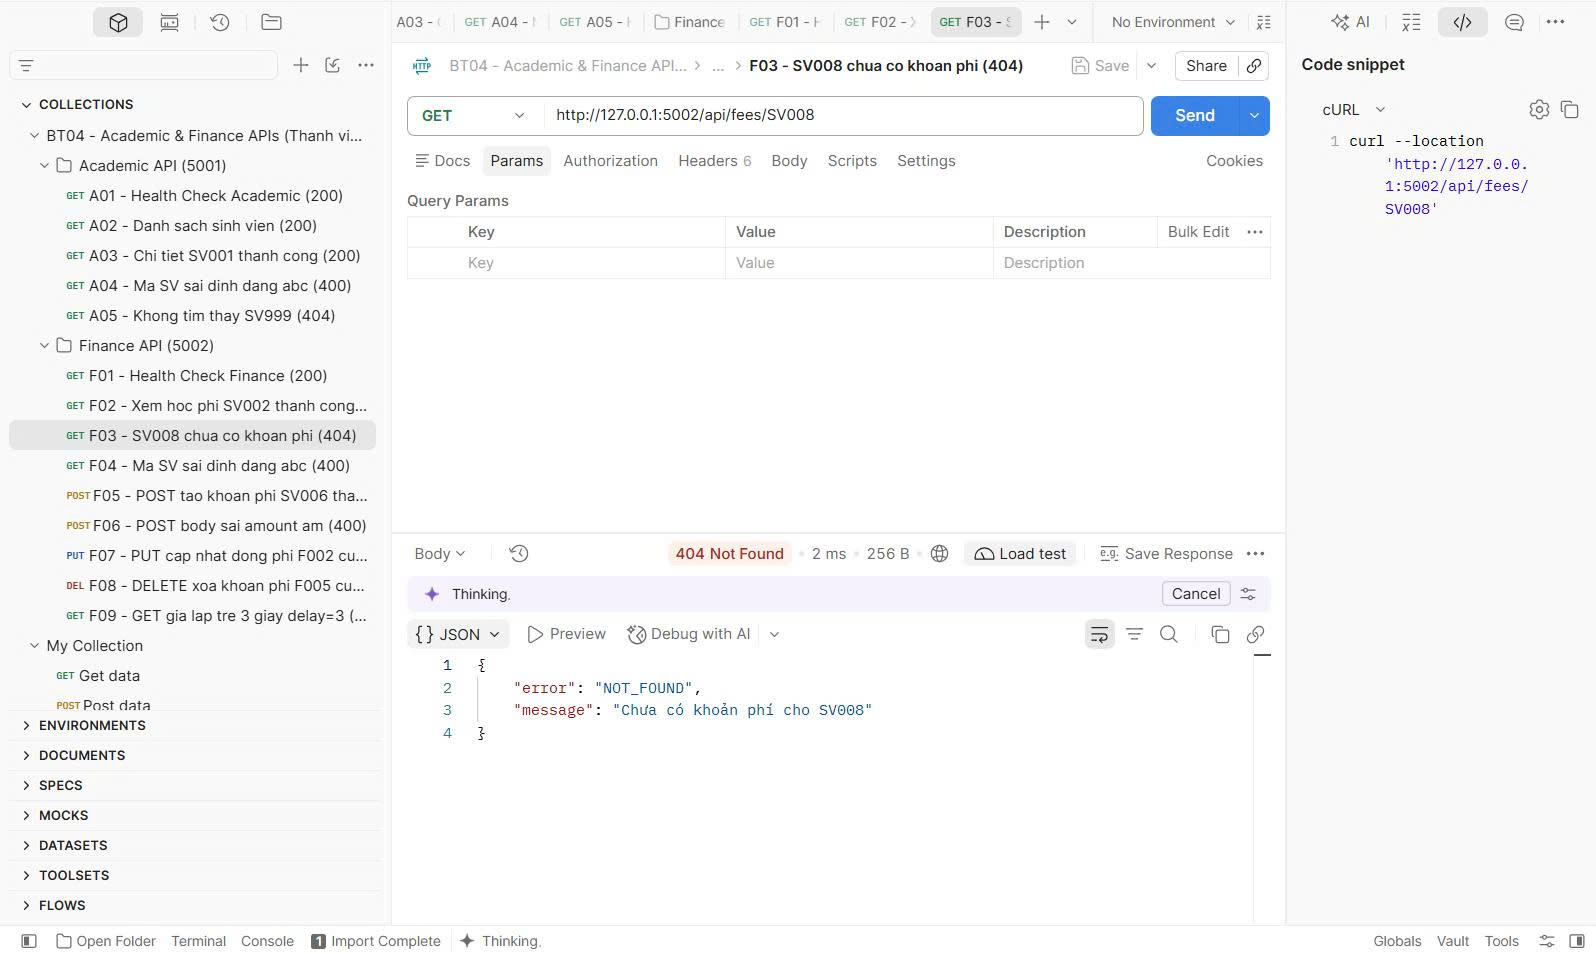 A03 -
GET A04 -
GET A05 -
Finance
GET F01 -
GET F02 -
GET F03 -
No Environment
AI
COLLECTIONS
BT04 - Academic & Finance APIs (Thanh vi...
Academic API (5001)
GET A01 - Health Check Academic (200)
GET A02 - Danh sach sinh vien (200)
GET A03 - Chi tiet SV001 thanh cong (200)
GET A04 - Ma SV sai dinh dang abc (400)
GET A05 - Khong tim thay SV999 (404)
Finance API (5002)
GET F01 - Health Check Finance (200)
GET F02 - Xem hoc phi SV002 thanh cong...
GET F03 - SV008 chua co khoan phi (404)
GET F04 - Ma SV sai dinh dang abc (400)
POST F05 - POST tao khoan phi SV006 tha...
POST F06 - POST body sai amount am (400)
PUT F07 - PUT cap nhat dong phi F002 cu...
DEL F08 - DELETE xoa khoan phi F005 cu...
GET F09 - GET gia lap tre 3 giay delay=3 (...
My Collection
GET Get data
POST Post data
ENVIRONMENTS
DOCUMENTS
SPECS
MOCKS
DATASETS
TOOLSETS
FLOWS
HTTP BT04 - Academic & Finance API... > ... > F03 - SV008 chua co khoan phi (404)
Save
Share
GET http://127.0.0.1:5002/api/fees/SV008
Send
Docs Params Authorization Headers 6 Body Scripts Settings Cookies
Query Params
Key Value Description Bulk Edit
Key Value Description
Body 404 Not Found 2 ms 256 B Load test e.g. Save Response
Thinking. Cancel
{} JSON Preview Debug with AI
1 {
2 "error": "NOT_FOUND",
3 "message": "Chưa có khoản phí cho SV008"
4 }
Code snippet
cURL
1 curl --location
'http://127.0.0.
1:5002/api/fees/
SV008'
Open Folder Terminal Console 1 Import Complete Thinking. Globals Vault Tools